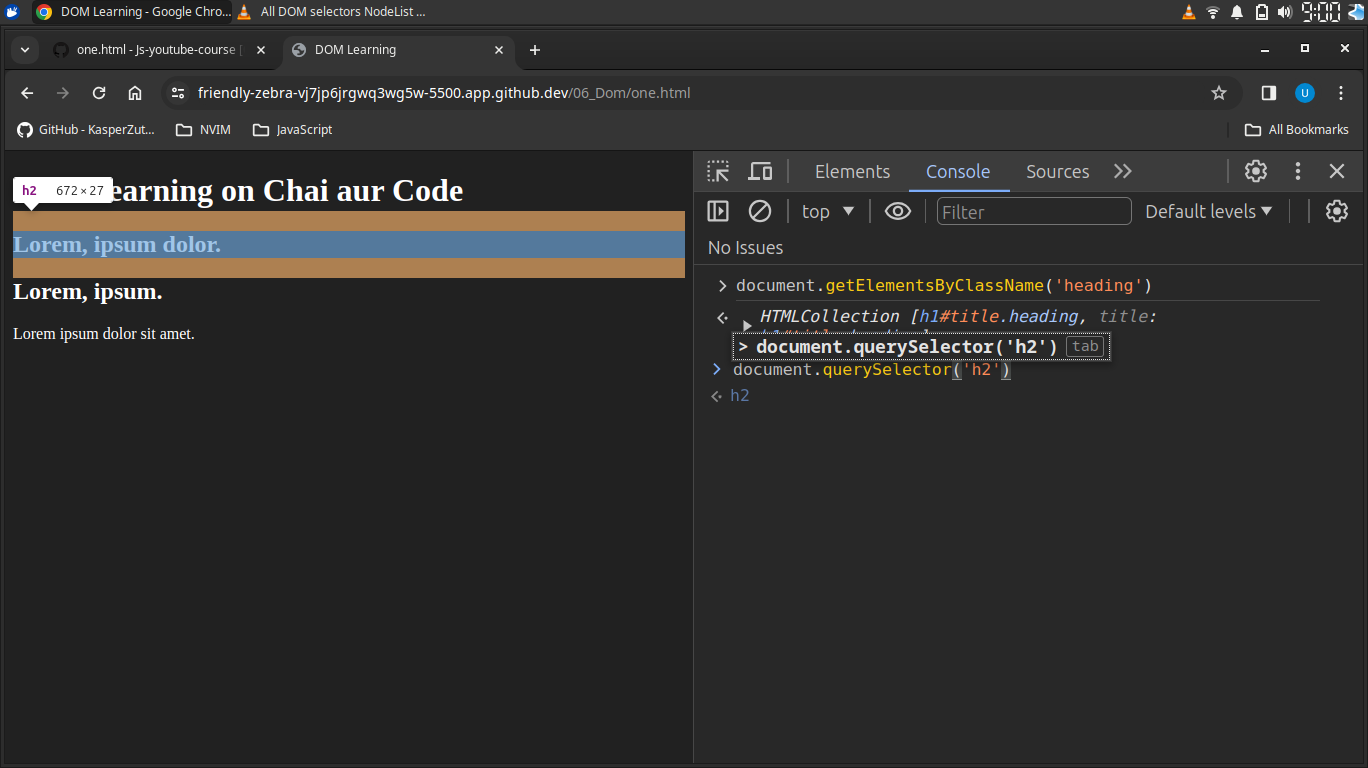 DOM Learning - Google Chro...
All DOM selectors NodeList ...
9:00
one.html - Js-youtube-course [
DOM Learning
friendly-zebra-vj7jp6jrgwq3wg5w-5500.app.github.dev/06_Dom/one.html
U
GitHub - KasperZut...
NVIM
JavaScript
All Bookmarks
earning on Chai aur Code
h2 672 × 27
Lorem, ipsum dolor.
Lorem, ipsum.
Lorem ipsum dolor sit amet.
Elements
Console
Sources
top
Filter
Default levels
No Issues
document.getElementsByClassName('heading')
HTMLCollection [h1#title.heading, title:
> document.querySelector('h2') tab
document.querySelector('h2')
h2